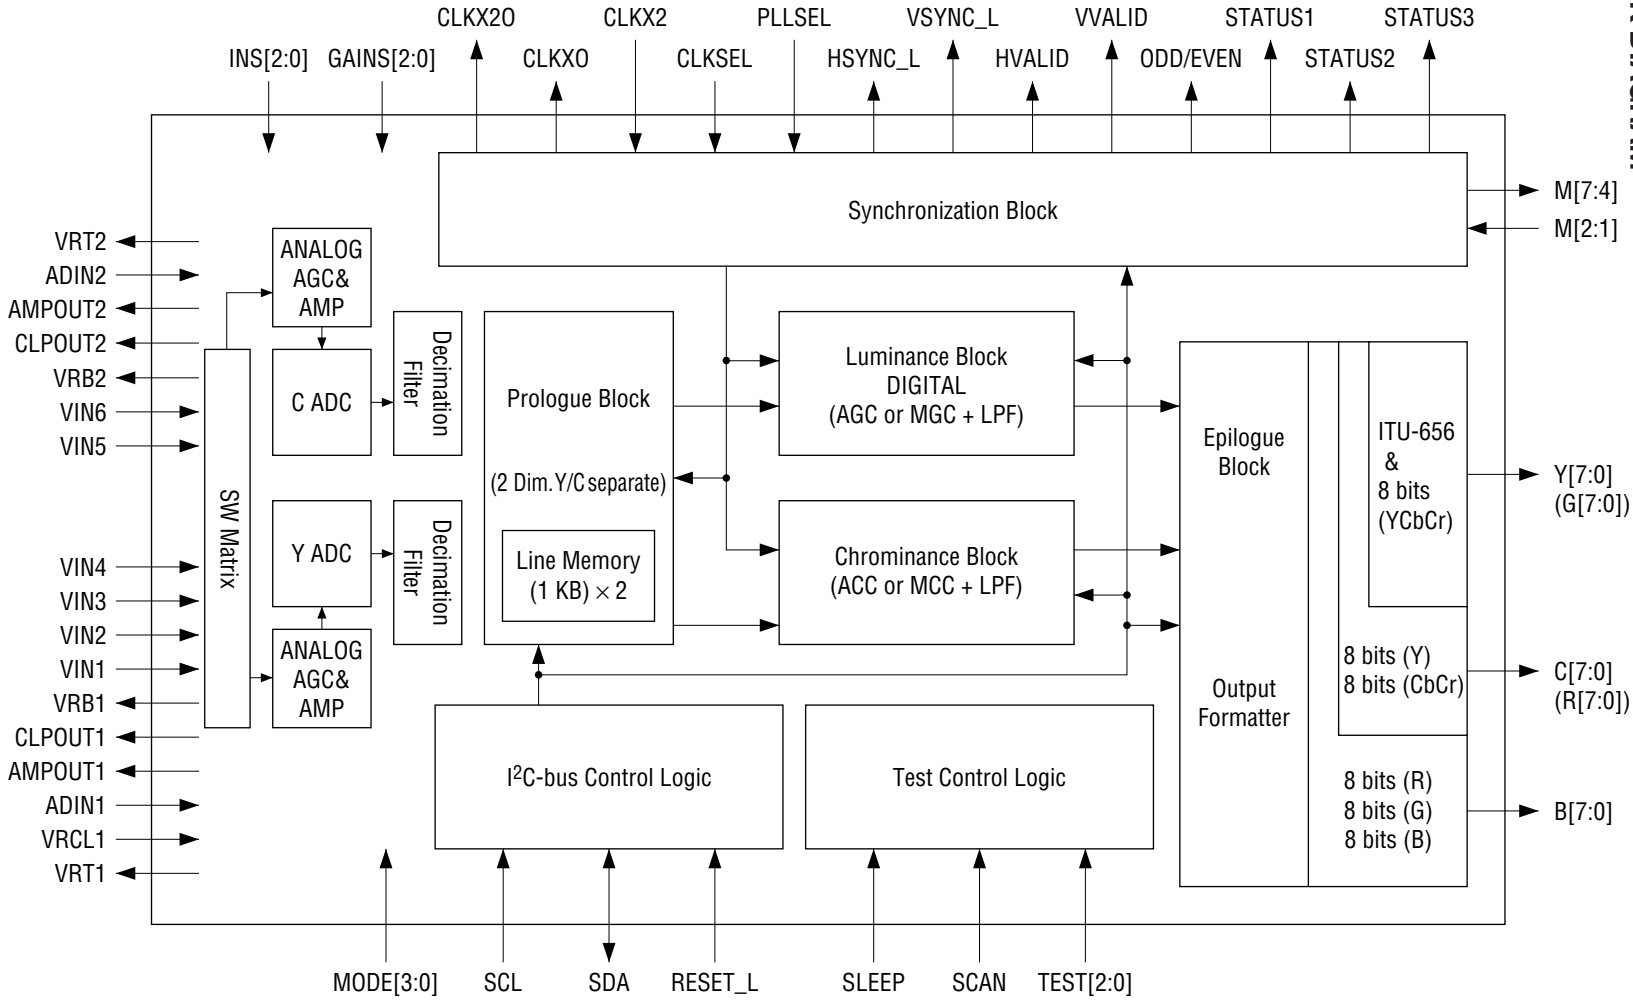 CLKX2O
CLKX2
PLLSEL
VSYNC_L
VVALID
STATUS1
STATUS3
INS[2:0]
GAINS[2:0]
CLKXO
CLKSEL
HSYNC_L
HVALID
ODD/EVEN
STATUS2
Synchronization Block
M[7:4]
M[2:1]
VRT2
ADIN2
AMPOUT2
CLPOUT2
VRB2
VIN6
VIN5
VIN4
VIN3
VIN2
VIN1
VRB1
CLPOUT1
AMPOUT1
ADIN1
VRCL1
VRT1
SW Matrix
ANALOG
AGC&
AMP
C ADC
Decimation
Filter
Y ADC
Decimation
Filter
ANALOG
AGC&
AMP
Prologue Block
(2 Dim.Y/C separate)
Line Memory
(1 KB) × 2
Luminance Block
DIGITAL
(AGC or MGC + LPF)
Chrominance Block
(ACC or MCC + LPF)
Epilogue
Block
Output
Formatter
ITU-656
&
8 bits
(YCbCr)
8 bits (Y)
8 bits (CbCr)
8 bits (R)
8 bits (G)
8 bits (B)
Y[7:0]
(G[7:0])
C[7:0]
(R[7:0])
B[7:0]
I²C-bus Control Logic
Test Control Logic
MODE[3:0]
SCL
SDA
RESET_L
SLEEP
SCAN
TEST[2:0]